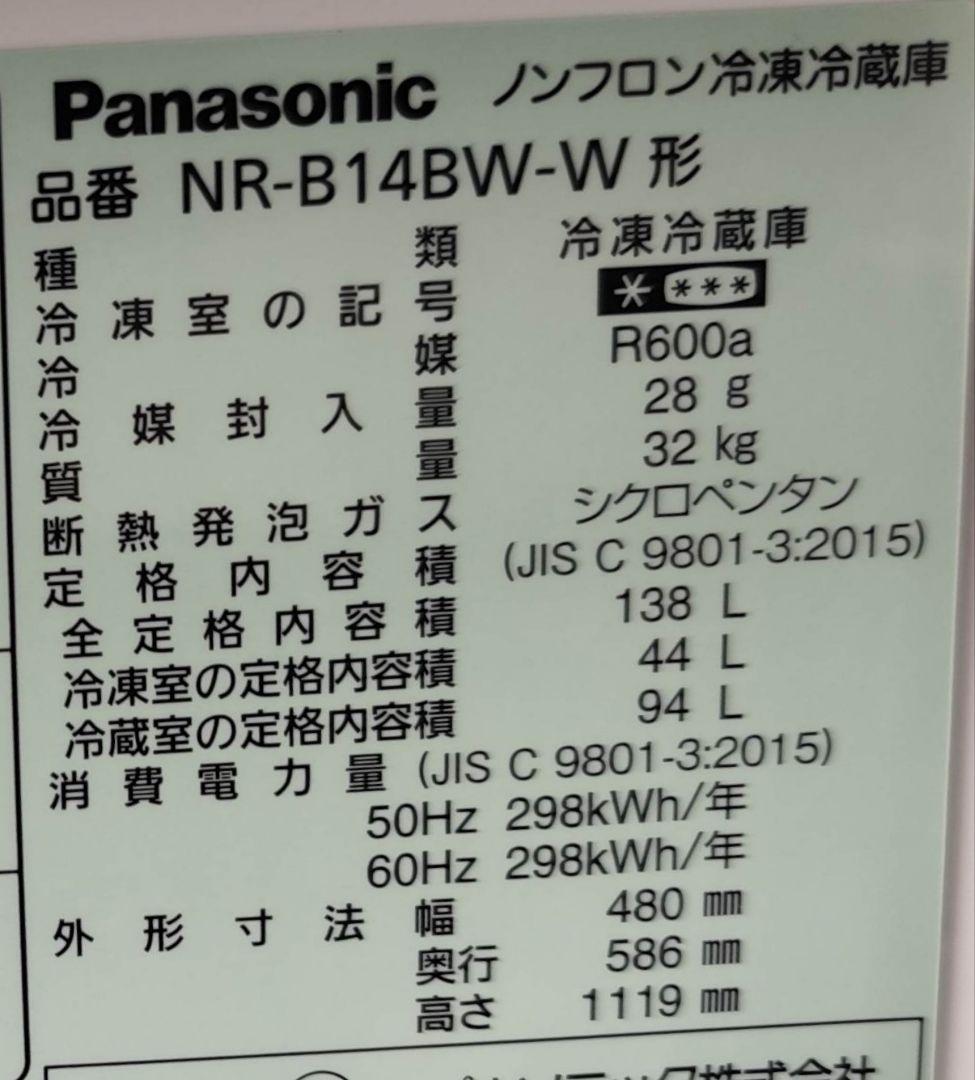 Panasonic ノンフロン冷凍冷蔵庫
品番 NR-B14BW-W 形
種類 冷凍冷蔵庫
冷凍室の記号 * ***
冷媒 R600a
冷媒封入量 28 g
質量 32 kg
断熱発泡ガス シクロペンタン
定格内容積 (JIS C 9801-3:2015)
全定格内容積 138 L
冷凍室の定格内容積 44 L
冷蔵室の定格内容積 94 L
消費電力量 (JIS C 9801-3:2015)
50Hz 298kWh/年
60Hz 298kWh/年
外形寸法 幅 480 mm
奥行 586 mm
高さ 1119 mm
株式会社